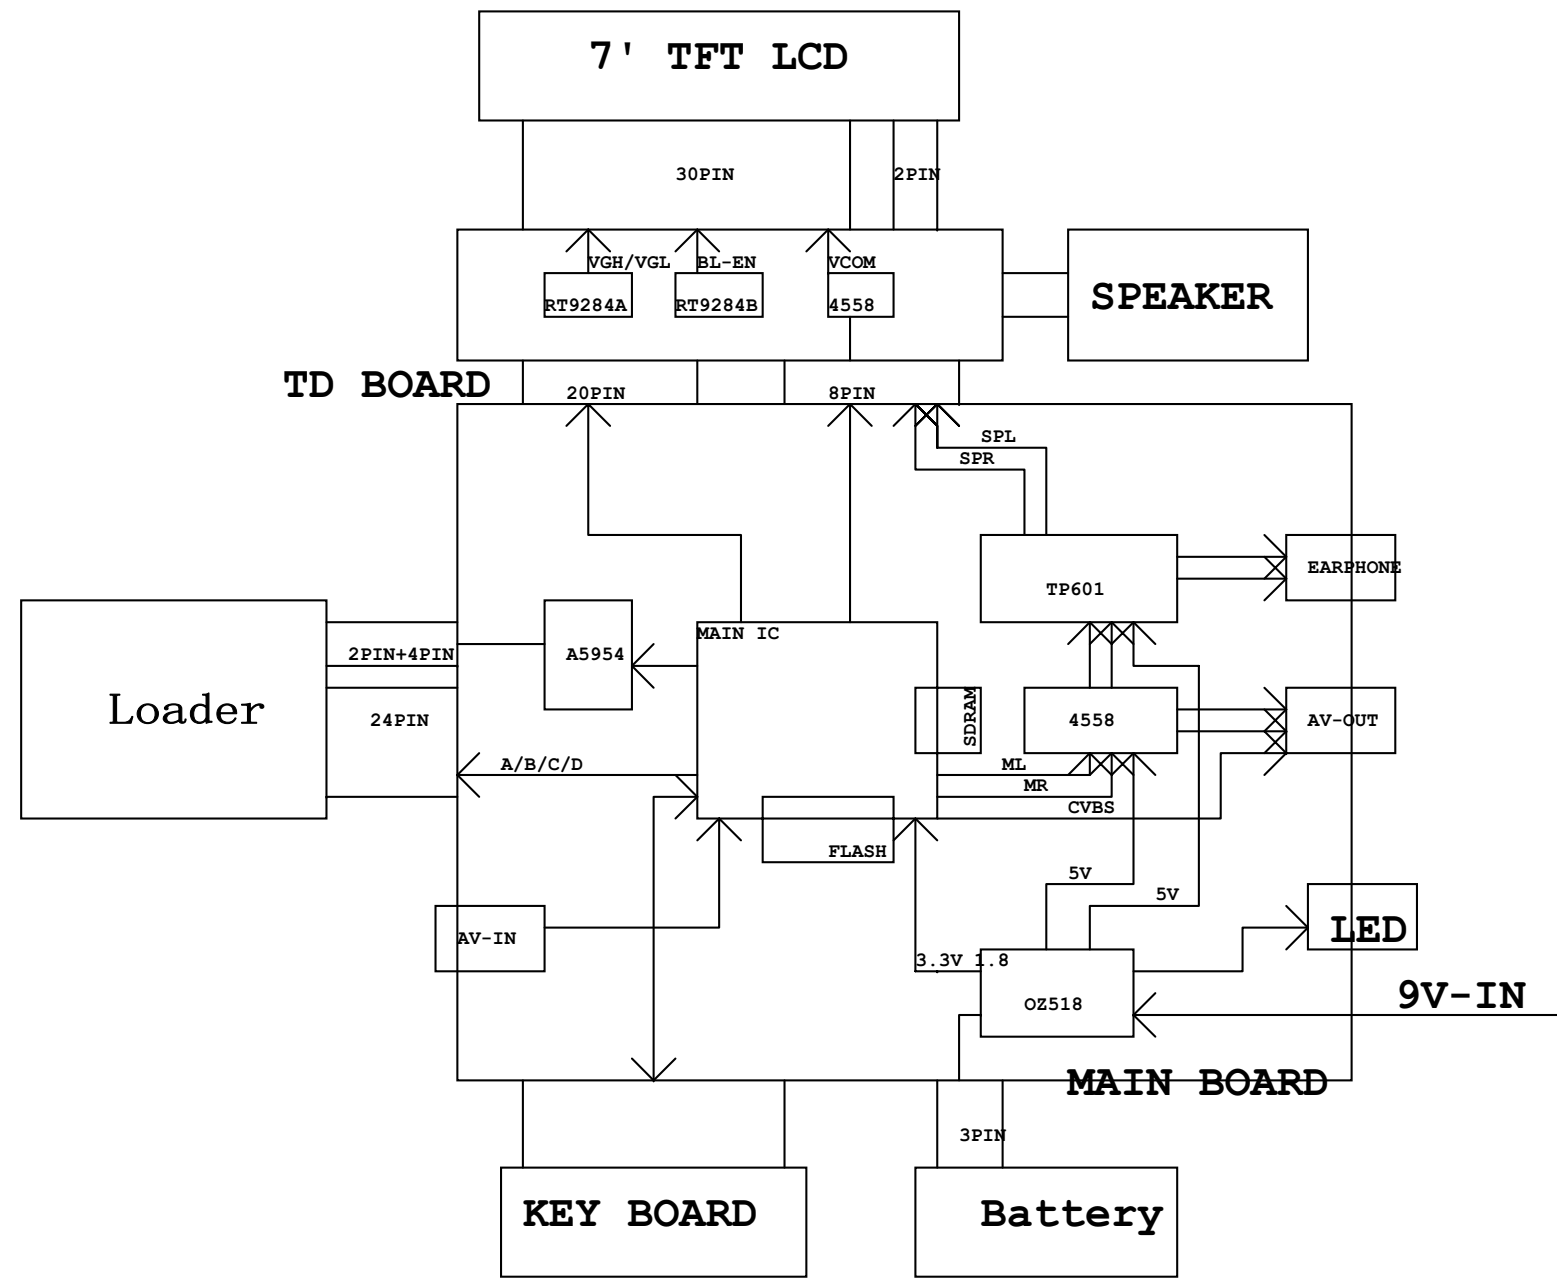 7' TFT LCD
30PIN
2PIN
VGH/VGL
BL-EN
VCOM
RT9284A
RT9284B
4558
SPEAKER
TD BOARD
20PIN
8PIN
SPL
SPR
TP601
EARPHONE
MAIN IC
A5954
2PIN+4PIN
Loader
24PIN
SDRAM
4558
AV-OUT
A/B/C/D
ML
MR
CVBS
FLASH
5V
5V
AV-IN
LED
3.3V 1.8
OZ518
9V-IN
MAIN BOARD
3PIN
KEY BOARD
Battery